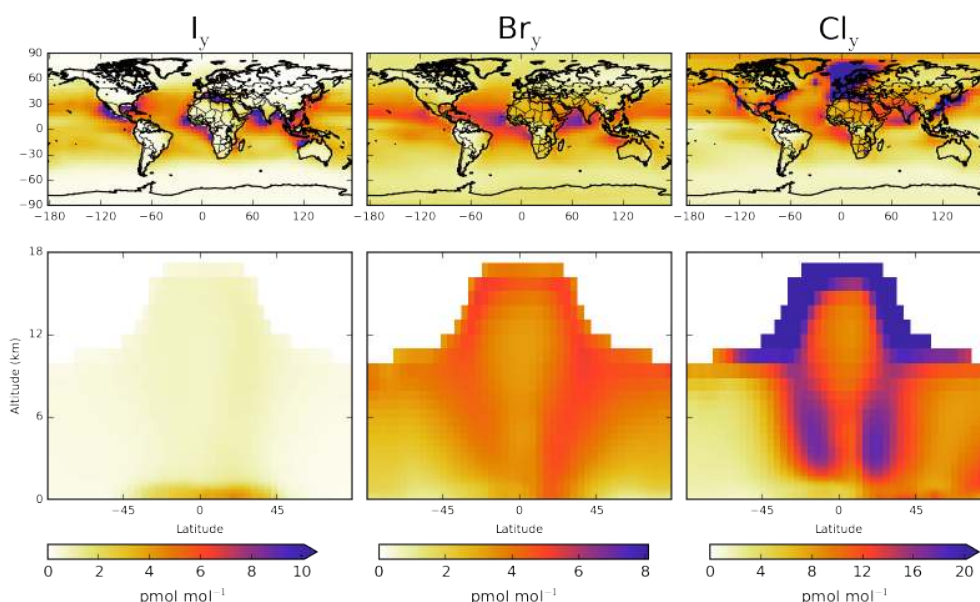 I_y Br_y Cl_y
90
60
30
0
−30
−60
−90
−180 −120 −60 0 60 120 −180 −120 −60 0 60 120 −180 −120 −60 0 60 120
18
12
6
0
Altitude (km)
−45 0 45 −45 0 45 −45 0 45
Latitude Latitude Latitude
0 2 4 6 8 10 0 2 4 6 8 0 4 8 12 16 20
pmol mol⁻¹ pmol mol⁻¹ pmol mol⁻¹